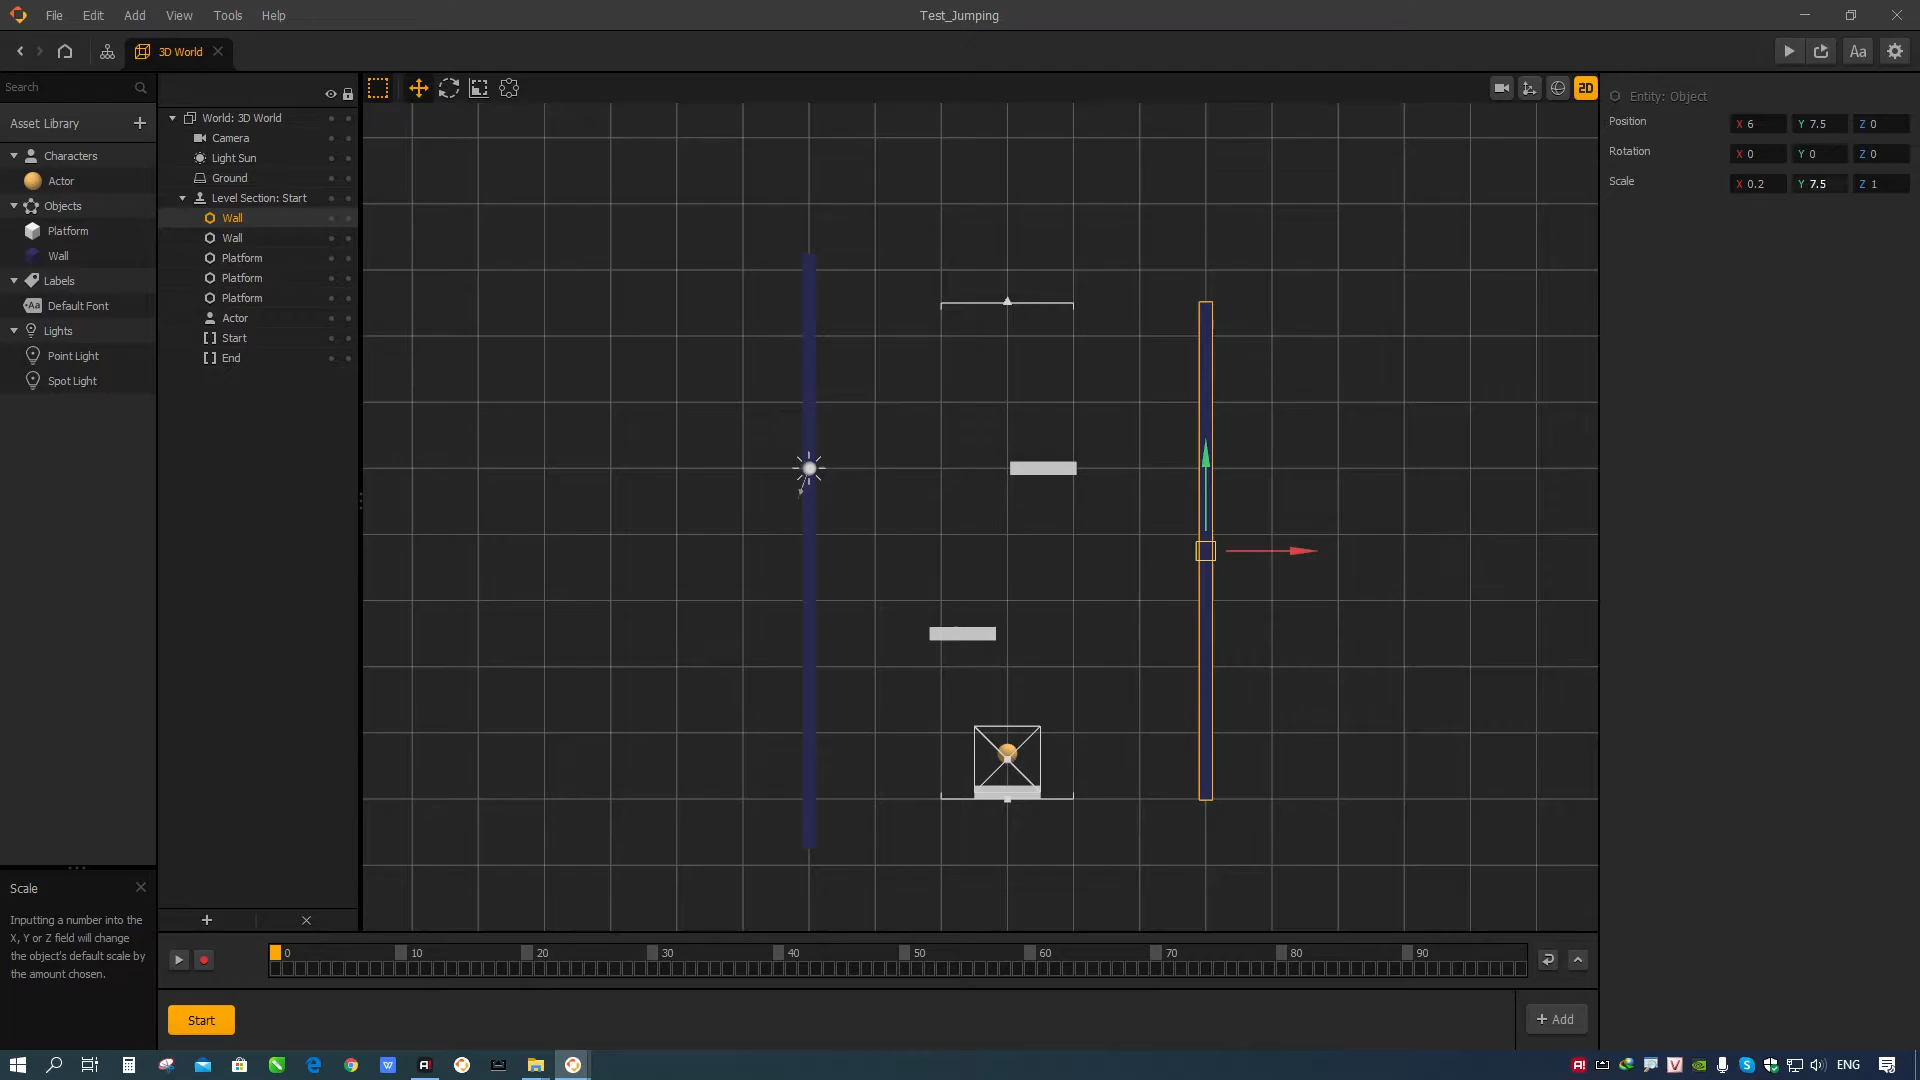 File Edit Add View Tools Help
Test_Jumping
3D World
Aa
Search
Asset Library
Characters
Actor
Objects
Platform
Wall
Labels
Aa Default Font
Lights
Point Light
Spot Light
World: 3D World
Camera
Light Sun
Ground
Level Section: Start
Wall
Wall
Platform
Platform
Platform
Actor
Start
End
2D
Entity: Object
Position X 6 Y 7.5 Z 0
Rotation X 0 Y 0 Z 0
Scale X 0.2 Y 7.5 Z 1
Scale
Inputting a number into the
X, Y or Z field will change
the object's default scale by
the amount chosen.
0 10 20 30 40 50 60 70 80 90
Start
+ Add
ENG